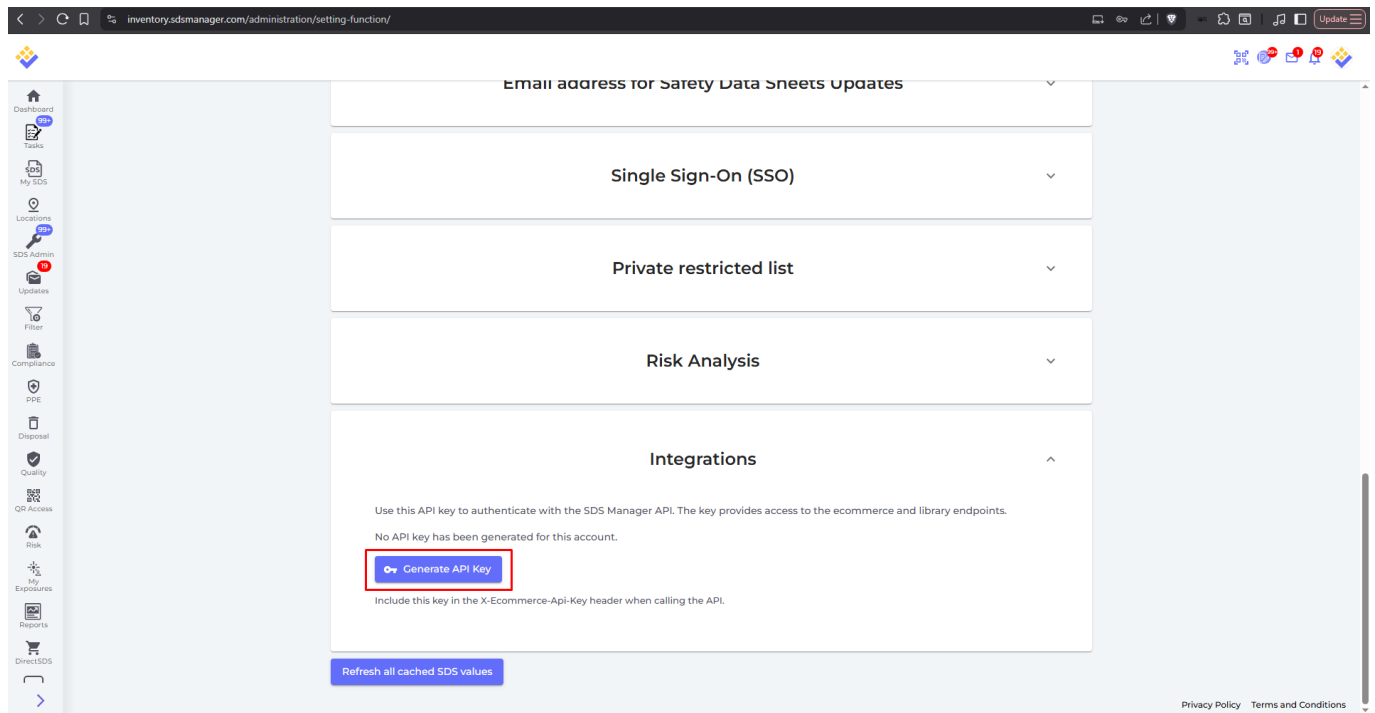 inventory.sdsmanager.com/administration/setting-function/
Update
99+
1
19
Dashboard
99+
Tasks
SDS
My SDS
Locations
99+
SDS Admin
19
Updates
Filter
Compliance
PPE
Disposal
Quality
QR Access
Risk
My
Exposures
Reports
DirectSDS
Email address for Safety Data Sheets Updates
Single Sign-On (SSO)
Private restricted list
Risk Analysis
Integrations
Use this API key to authenticate with the SDS Manager API. The key provides access to the ecommerce and library endpoints.
No API key has been generated for this account.
Generate API Key
Include this key in the X-Ecommerce-Api-Key header when calling the API.
Refresh all cached SDS values
Privacy Policy Terms and Conditions